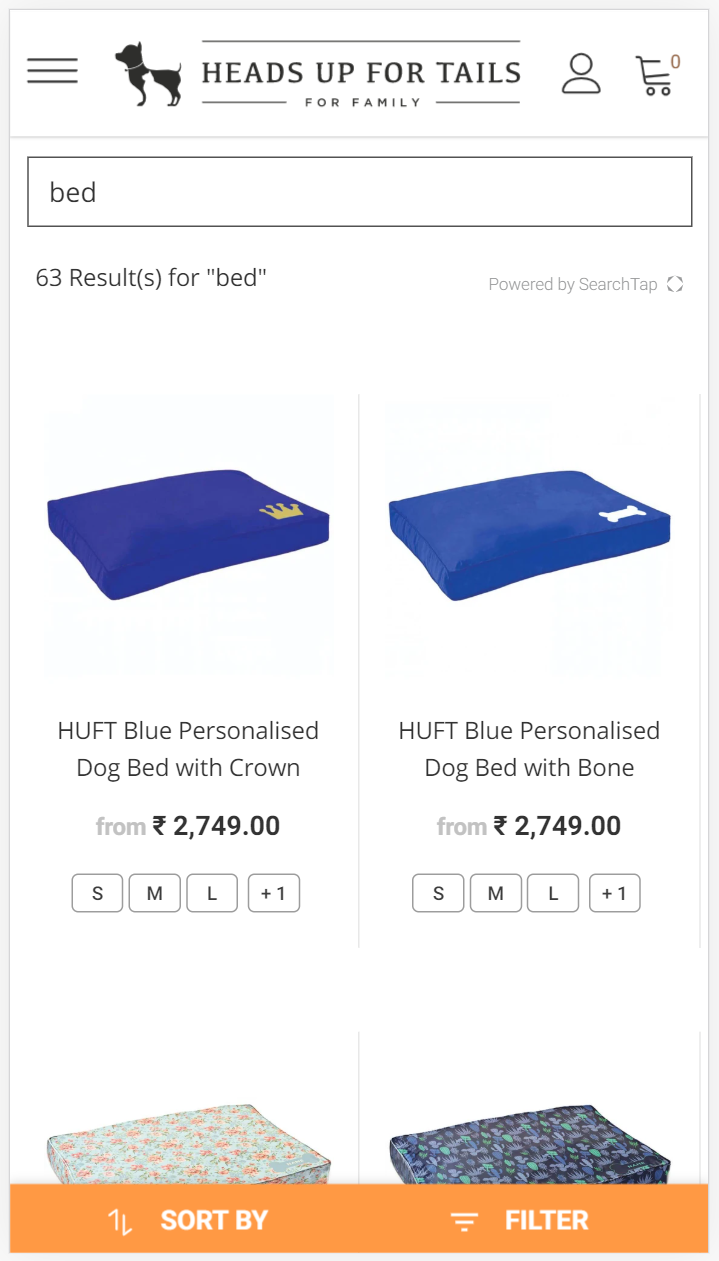 HEADS UP FOR TAILS
FOR FAMILY
0
bed
63 Result(s) for "bed"
Powered by SearchTap
HUFT Blue Personalised
Dog Bed with Crown
from ₹ 2,749.00
S M L + 1
HUFT Blue Personalised
Dog Bed with Bone
from ₹ 2,749.00
S M L + 1
SORT BY
FILTER